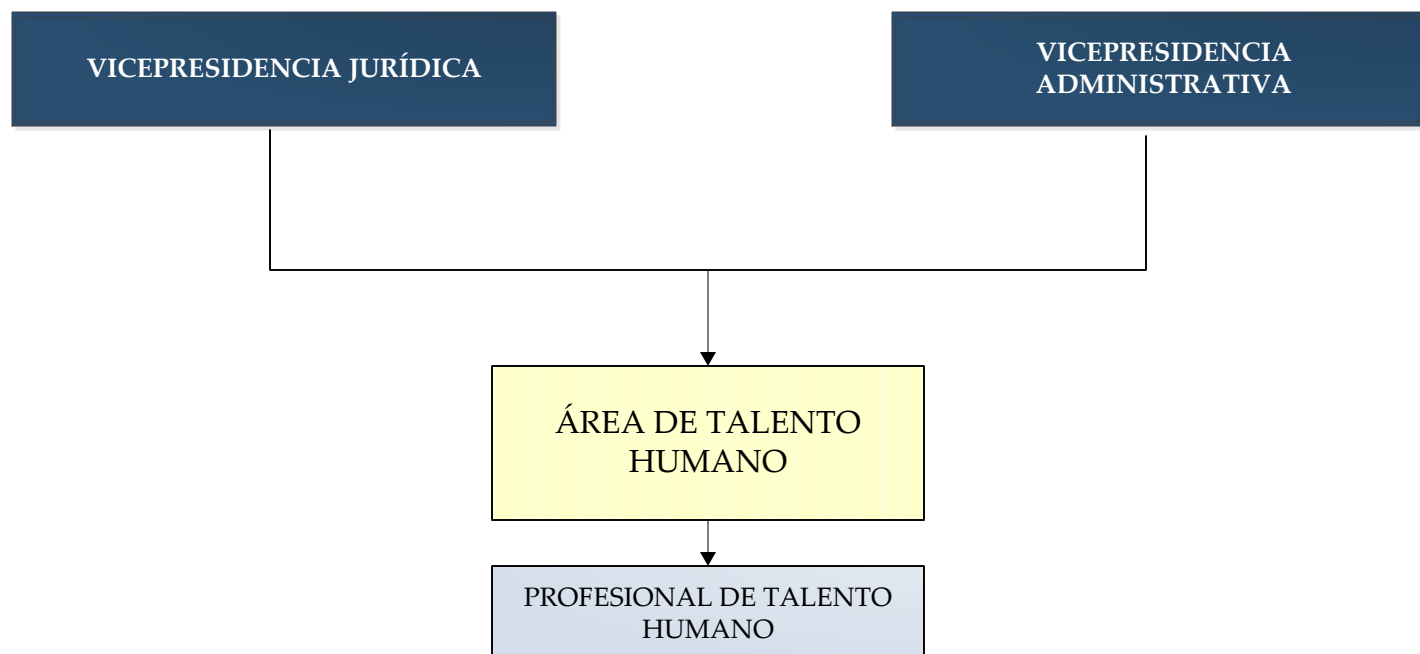 VICEPRESIDENCIA JURÍDICA
VICEPRESIDENCIA
ADMINISTRATIVA
ÁREA DE TALENTO
HUMANO
PROFESIONAL DE TALENTO
HUMANO